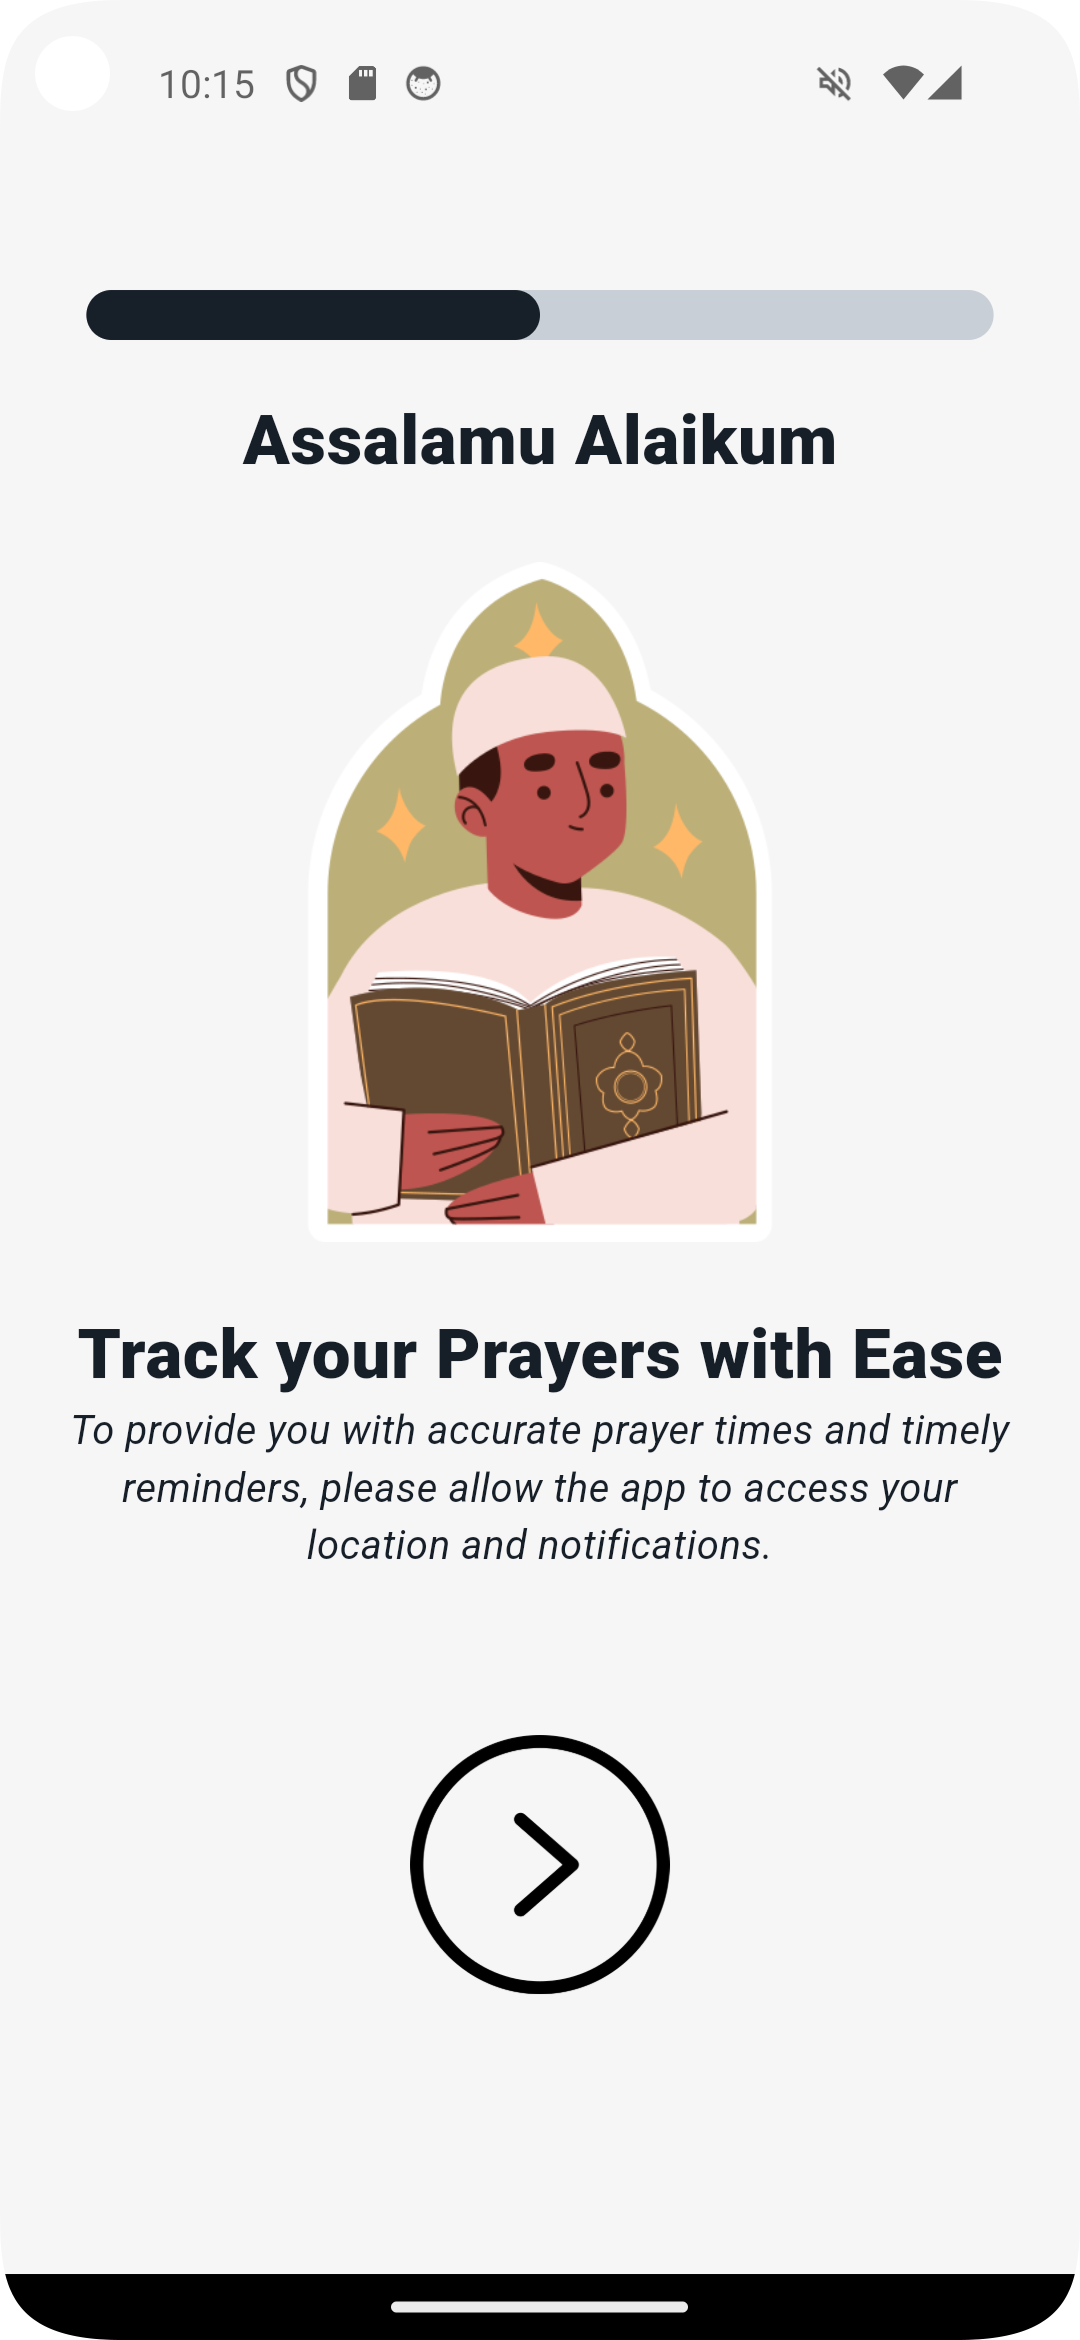 10:15
Assalamu Alaikum
Track your Prayers with Ease
To provide you with accurate prayer times and timely
reminders, please allow the app to access your
location and notifications.